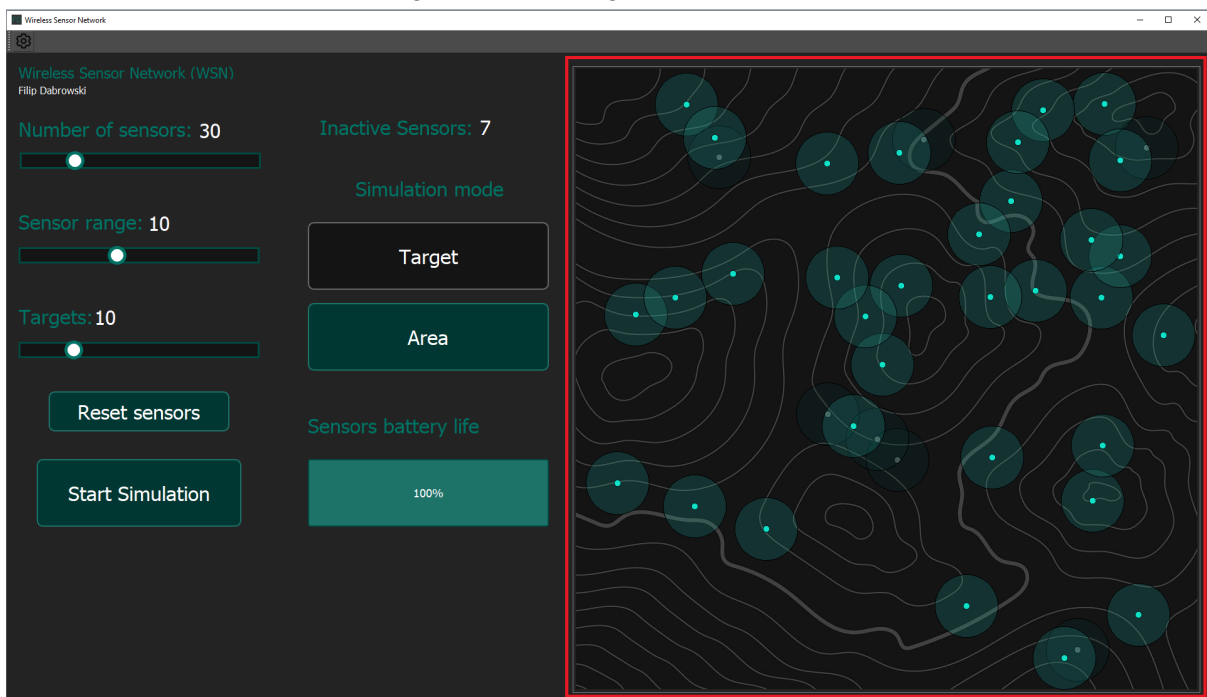 Wireless Sensor Network
Wireless Sensor Network (WSN)
Filip Dabrowski
Number of sensors: 30
Inactive Sensors: 7
Simulation mode
Sensor range: 10
Target
Targets: 10
Area
Reset sensors
Sensors battery life
Start Simulation
100%